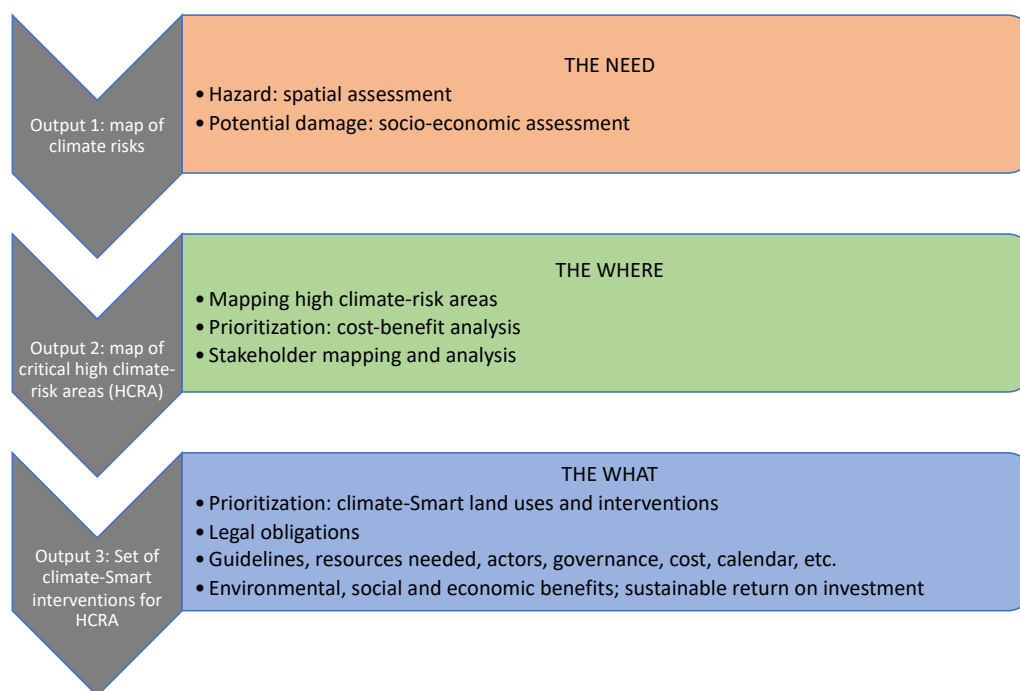 Output 1: map of
climate risks
THE NEED
• Hazard: spatial assessment
• Potential damage: socio-economic assessment
Output 2: map of
critical high climate-
risk areas (HCRA)
THE WHERE
• Mapping high climate-risk areas
• Prioritization: cost-benefit analysis
• Stakeholder mapping and analysis
Output 3: Set of
climate-Smart
interventions for
HCRA
THE WHAT
• Prioritization: climate-Smart land uses and interventions
• Legal obligations
• Guidelines, resources needed, actors, governance, cost, calendar, etc.
• Environmental, social and economic benefits; sustainable return on investment